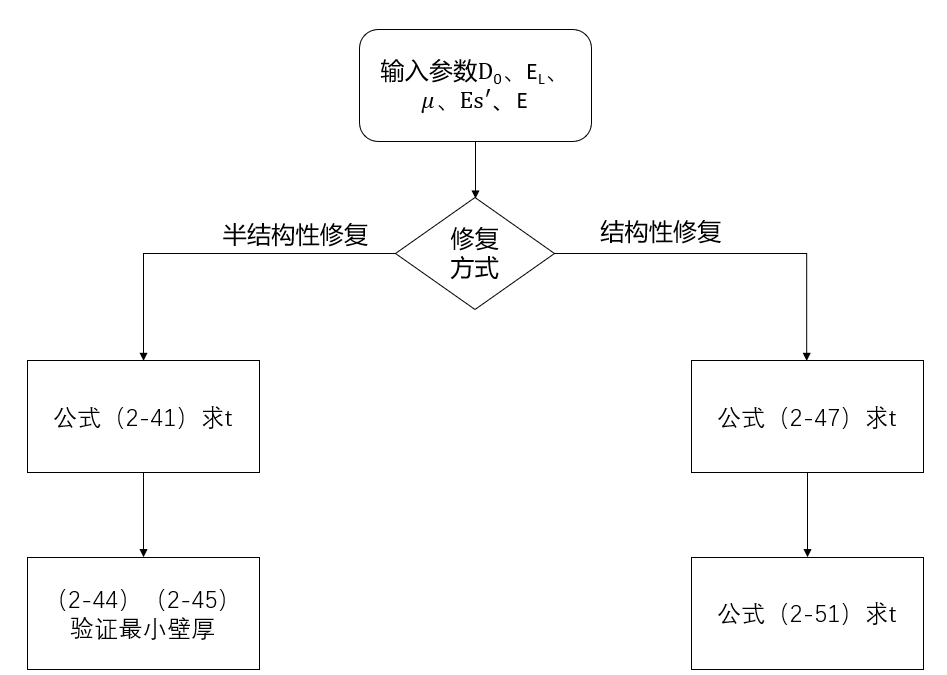 输入参数D₀、E_L、
μ、Es′、E
修复
方式
半结构性修复
结构性修复
公式（2-41）求t
公式（2-47）求t
（2-44）（2-45）
验证最小壁厚
公式（2-51）求t